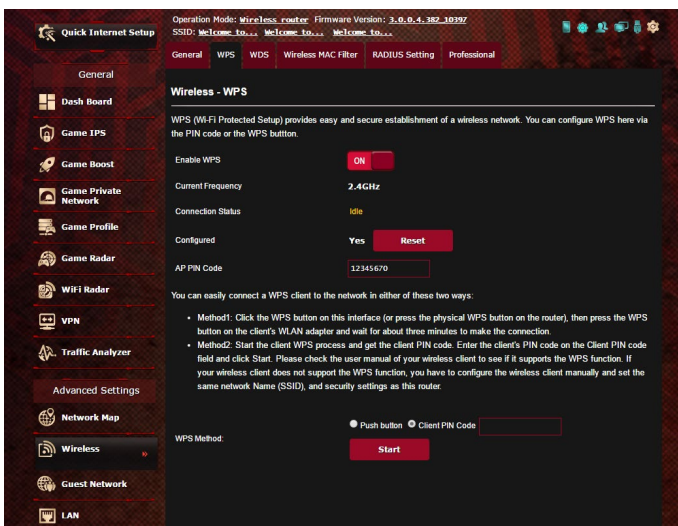 Quick Internet Setup
Operation Mode: Wireless router Firmware Version: 3.0.0.4.382_10397
SSID: Welcome to... Welcome to... Welcome to...
General WPS WDS Wireless MAC Filter RADIUS Setting Professional
General
Dash Board
Game IPS
Game Boost
Game Private
Network
Game Profile
Game Radar
WiFi Radar
VPN
Traffic Analyzer
Advanced Settings
Network Map
Wireless »
Guest Network
LAN
Wireless - WPS
WPS (Wi-Fi Protected Setup) provides easy and secure establishment of a wireless network. You can configure WPS here via
the PIN code or the WPS buttton.
Enable WPS ON
Current Frequency 2.4GHz
Connection Status Idle
Configured Yes Reset
AP PIN Code 12345670
You can easily connect a WPS client to the network in either of these two ways:
• Method1: Click the WPS button on this interface (or press the physical WPS button on the router), then press the WPS
button on the client's WLAN adapter and wait for about three minutes to make the connection.
• Method2: Start the client WPS process and get the client PIN code. Enter the client's PIN code on the Client PIN code
field and click Start. Please check the user manual of your wireless client to see if it supports the WPS function. If
your wireless client does not support the WPS function, you have to configure the wireless client manually and set the
same network Name (SSID), and security settings as this router.
WPS Method: Push button Client PIN Code
Start